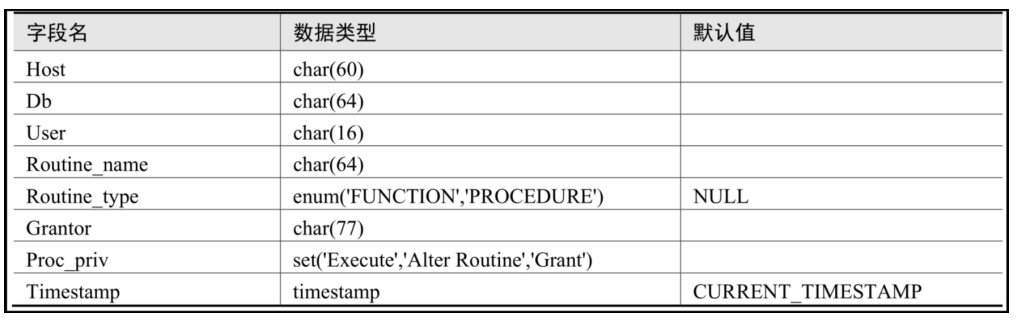 字段名 数据类型 默认值
Host char(60)
Db char(64)
User char(16)
Routine_name char(64)
Routine_type enum('FUNCTION','PROCEDURE') NULL
Grantor char(77)
Proc_priv set('Execute','Alter Routine','Grant')
Timestamp timestamp CURRENT_TIMESTAMP